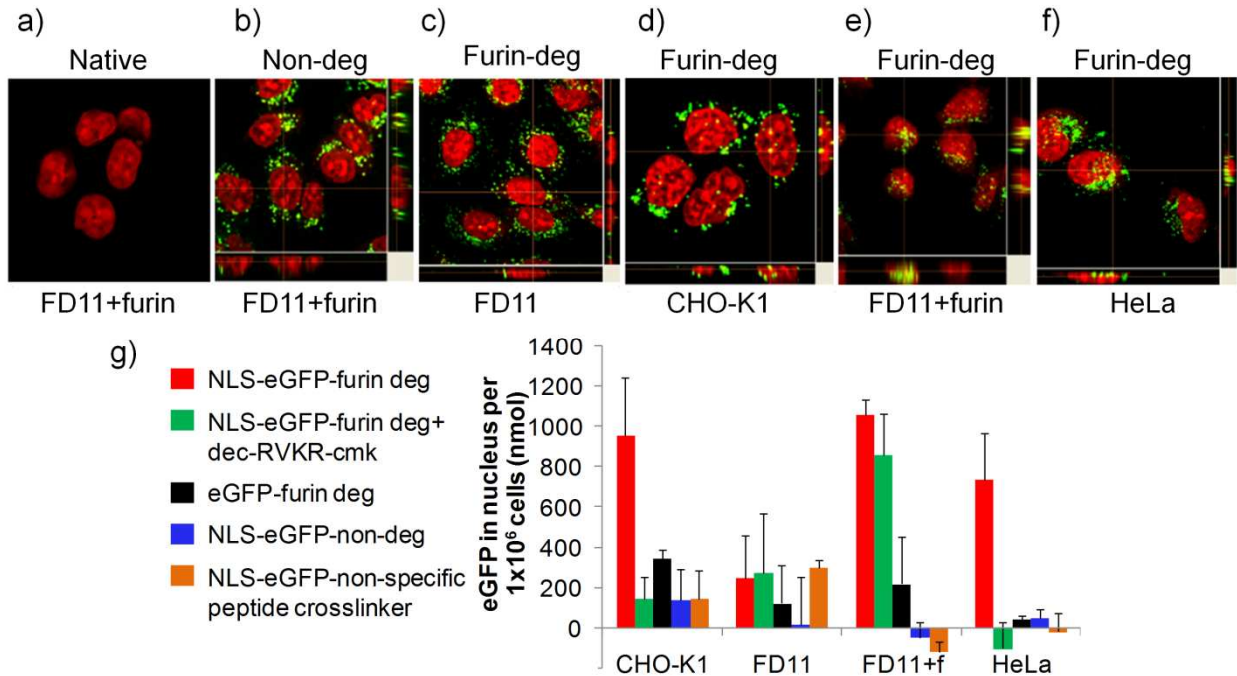 a) b) c) d) e) f)
Native Non-deg Furin-deg Furin-deg Furin-deg Furin-deg
FD11+furin FD11+furin FD11 CHO-K1 FD11+furin HeLa
g)
NLS-eGFP-furin deg
NLS-eGFP-furin deg+
dec-RVKR-cmk
eGFP-furin deg
NLS-eGFP-non-deg
NLS-eGFP-non-specific
peptide crosslinker
eGFP in nucleus per
1x10⁶ cells (nmol)
1400
1200
1000
800
600
400
200
0
CHO-K1 FD11 FD11+f HeLa